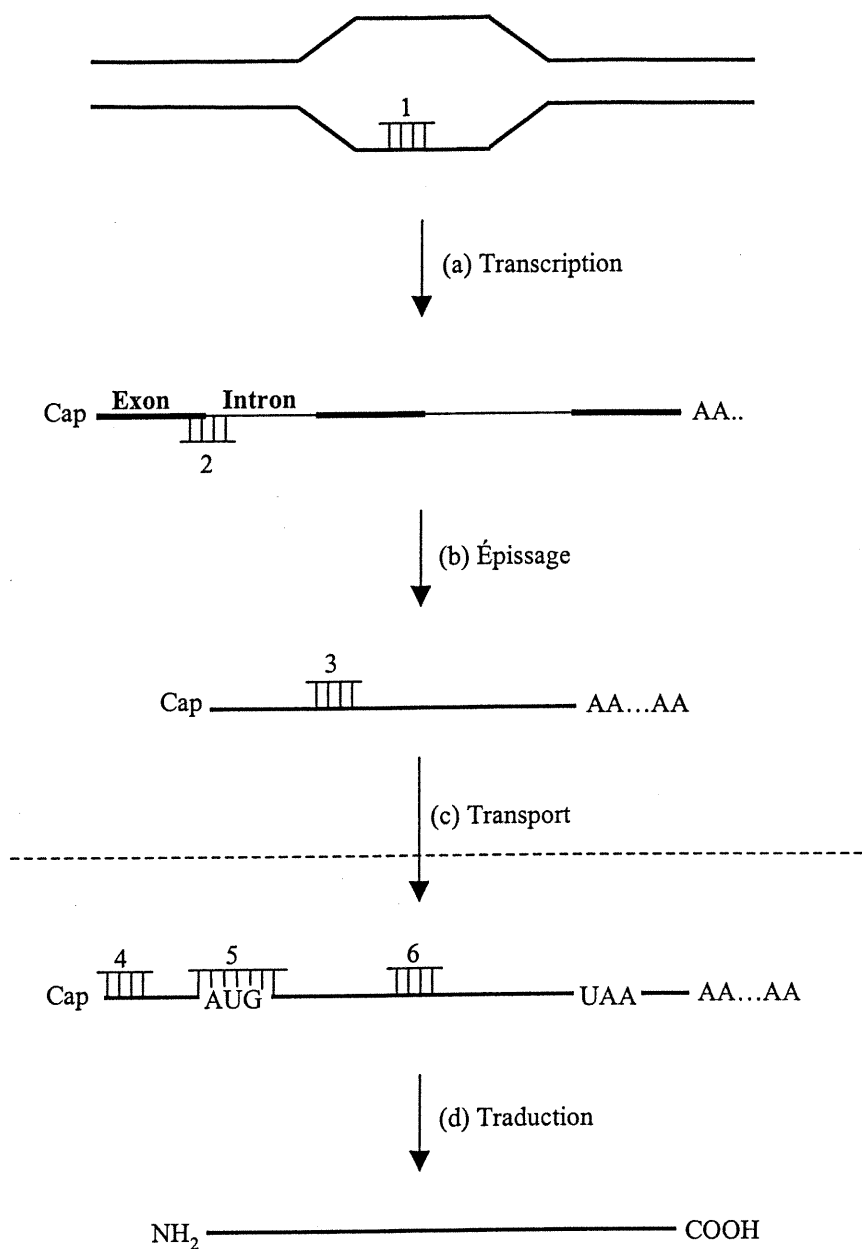 1
(a) Transcription
Cap Exon Intron AA..
2
(b) Épissage
3
Cap AA...AA
(c) Transport
4 5 6
Cap AUG UAA AA...AA
(d) Traduction
NH₂ COOH